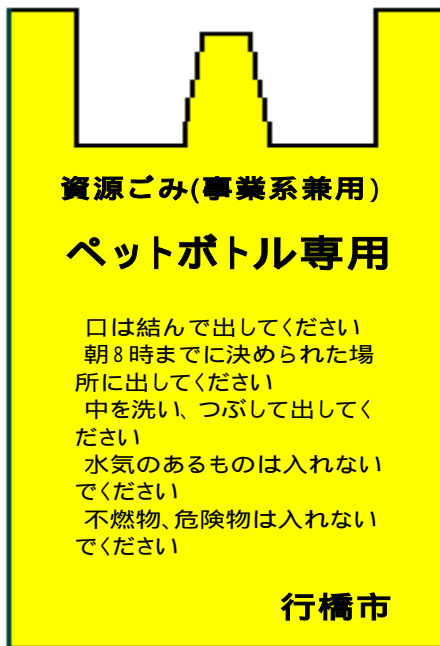 資源ごみ(事業系兼用)
ペットボトル専用
口は結んで出してください
朝8時までに決められた場
所に出してください
中を洗い、つぶして出してく
ださい
水気のあるものは入れない
でください
不燃物、危険物は入れない
でください
行橋市